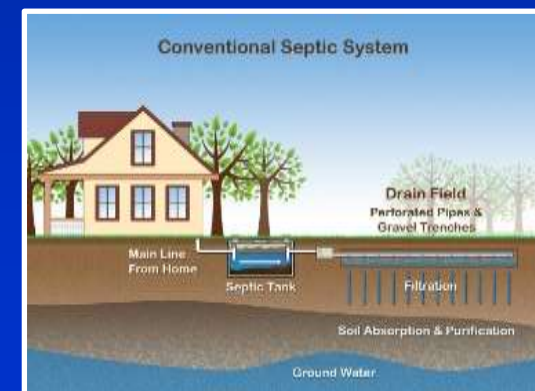 Conventional Septic System
Drain Field
Perforated Pipes &
Gravel Trenches
Main Line
From Home
Septic Tank
Filtration
Soil Absorption & Purification
Ground Water